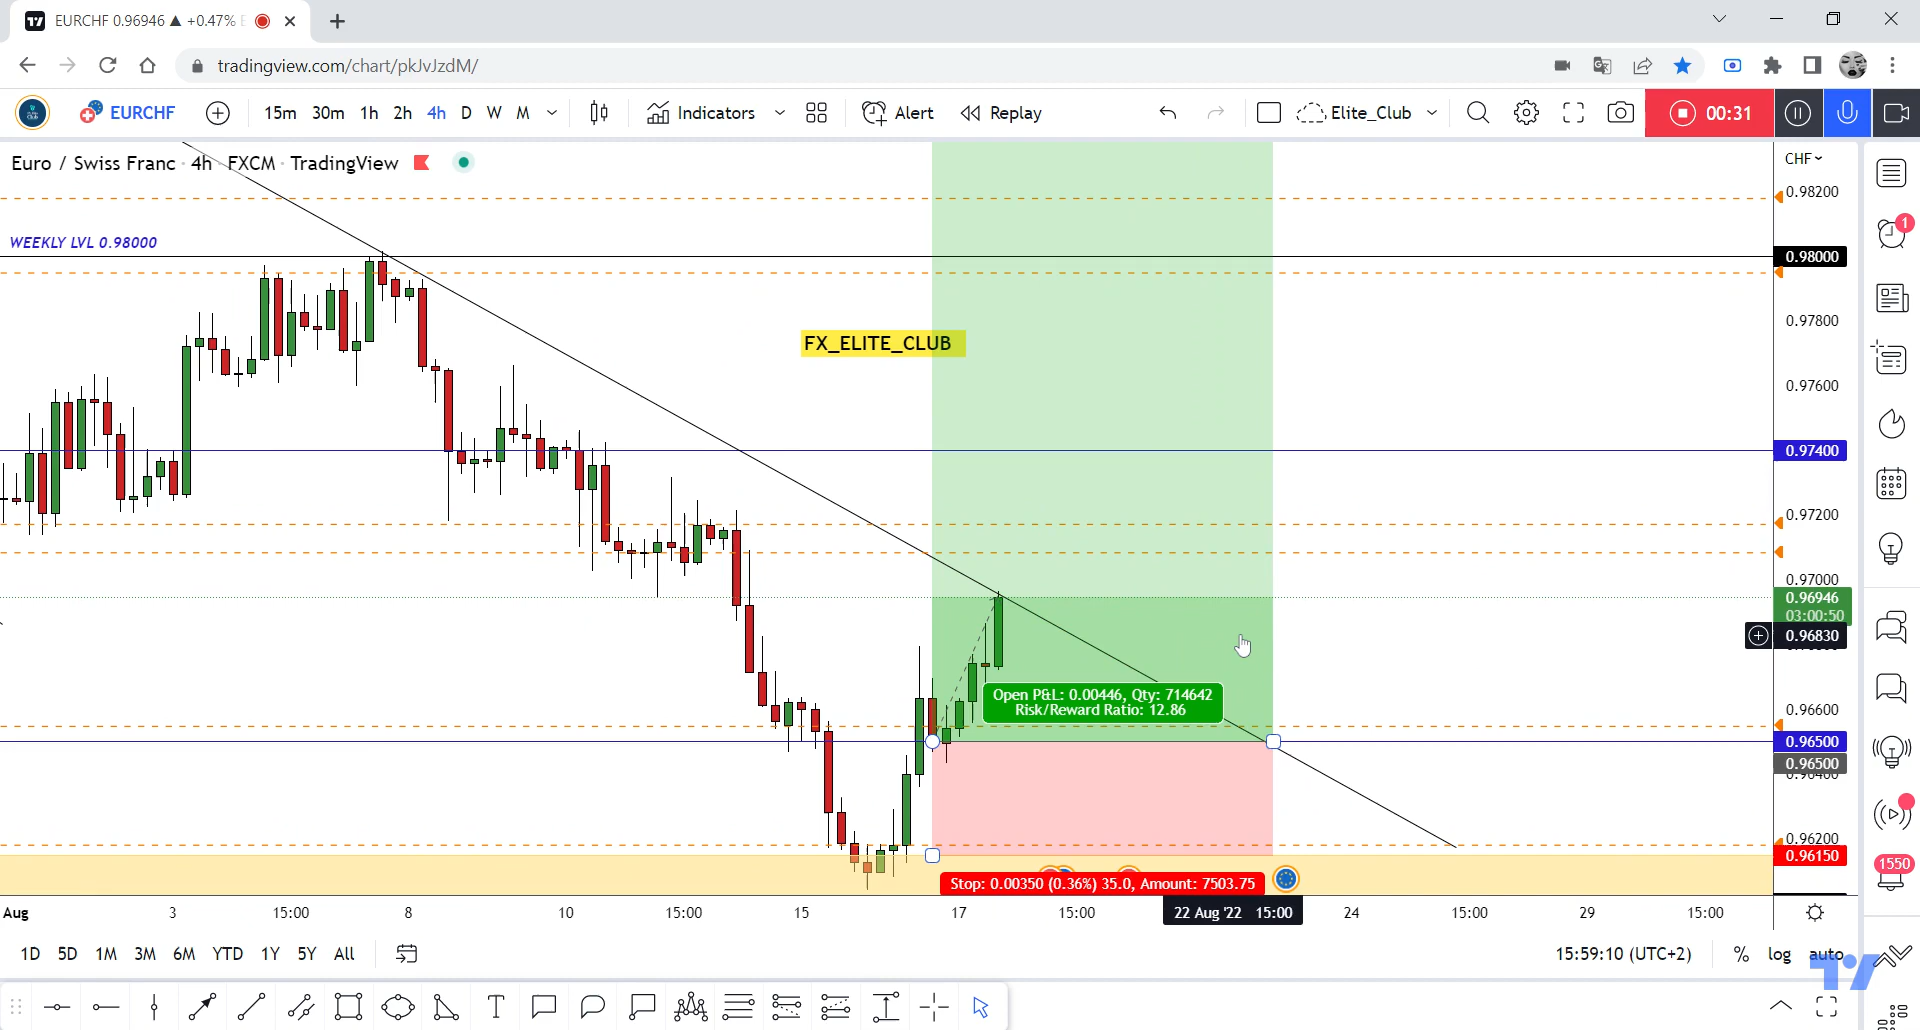 EURCHF 0.96946 ▲ +0.47%
tradingview.com/chart/pkJvJzdM/
EURCHF 15m 30m 1h 2h 4h D W M Indicators Alert Replay Elite_Club 00:31
Euro / Swiss Franc · 4h · FXCM · TradingView
CHF
0.98200
1
WEEKLY LVL 0.98000
0.98000
0.97800
FX_ELITE_CLUB
0.97600
0.97400
0.97200
0.97000
0.96946
03:00:50
0.96830
Open P&L: 0.00446, Qty: 714642
Risk/Reward Ratio: 12.86
0.96600
0.96500
0.96500
0.96200
0.96150
1550
Stop: 0.00350 (0.36%) 35.0, Amount: 7503.75
Aug 3 15:00 8 10 15:00 15 17 15:00 22 Aug '22 15:00 24 15:00 29 15:00
1D 5D 1M 3M 6M YTD 1Y 5Y All 15:59:10 (UTC+2) % log auto